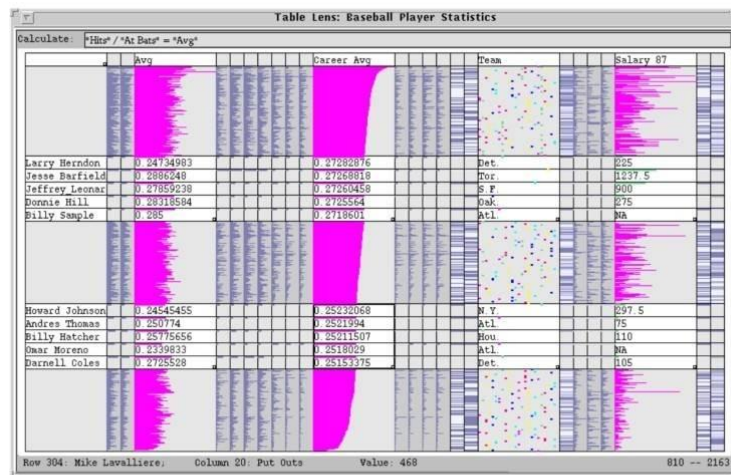 Table Lens: Baseball Player Statistics
Calculate: "Hits" / "At Bats" = "Avg"
Avg Career Avg Team Salary 87
Larry Herndon 0.24734983 0.27282876 Det. 225
Jesse Barfield 0.2886248 0.27268818 Tor. 1237.5
Jeffrey Leonar 0.27859238 0.27260458 S.F. 900
Donnie Hill 0.28318584 0.2725564 Oak. 275
Billy Sample 0.285 0.2718601 Atl. NA
Howard Johnson 0.24545455 0.25232068 N.Y. 297.5
Andres Thomas 0.250774 0.2521994 Atl. 75
Billy Hatcher 0.25775656 0.25211507 Hou. 110
Omar Moreno 0.2339833 0.2518029 Atl. NA
Darnell Coles 0.2725528 0.25153375 Det. 105
Row 304: Mike Lavalliere; Column 20: Put Outs Value: 468 810 -- 2163